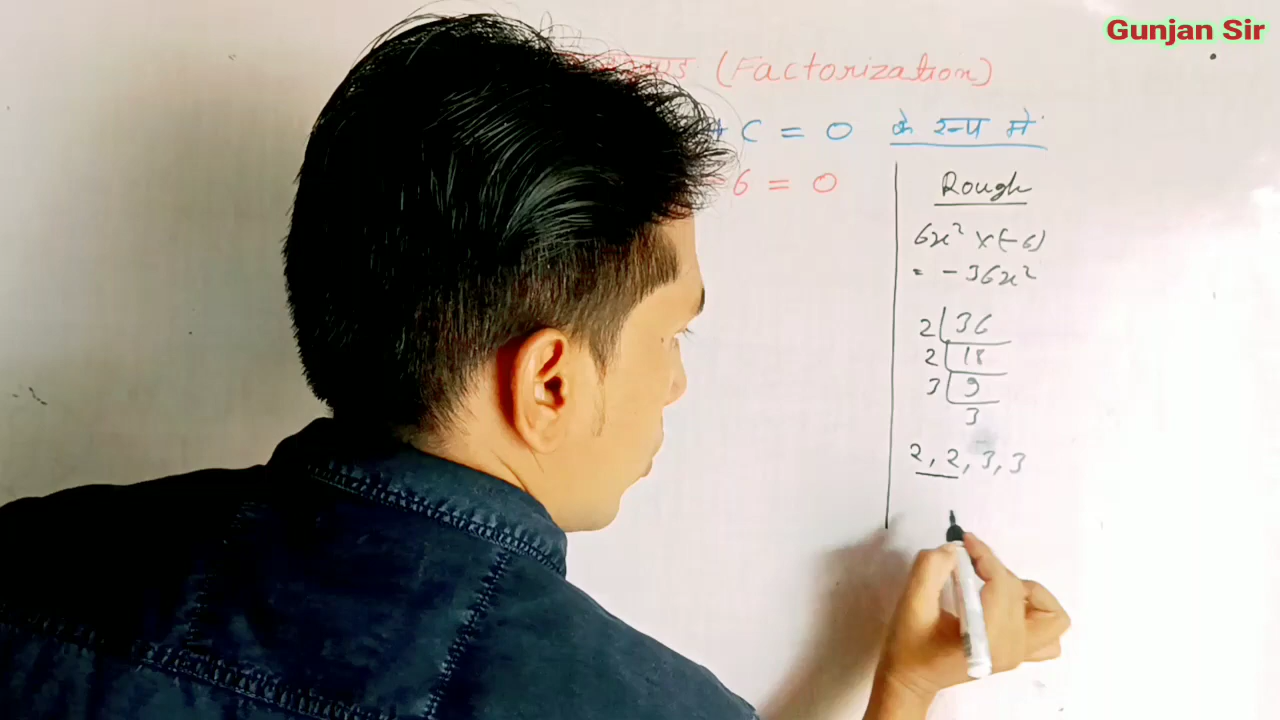 Gunjan Sir
(Factorization)
+ C = 0 के रूप में
- 6 = 0
Rough
6x² x (-6)
= - 36x²
2 36
2 18
3 9
3
2, 2, 3, 3